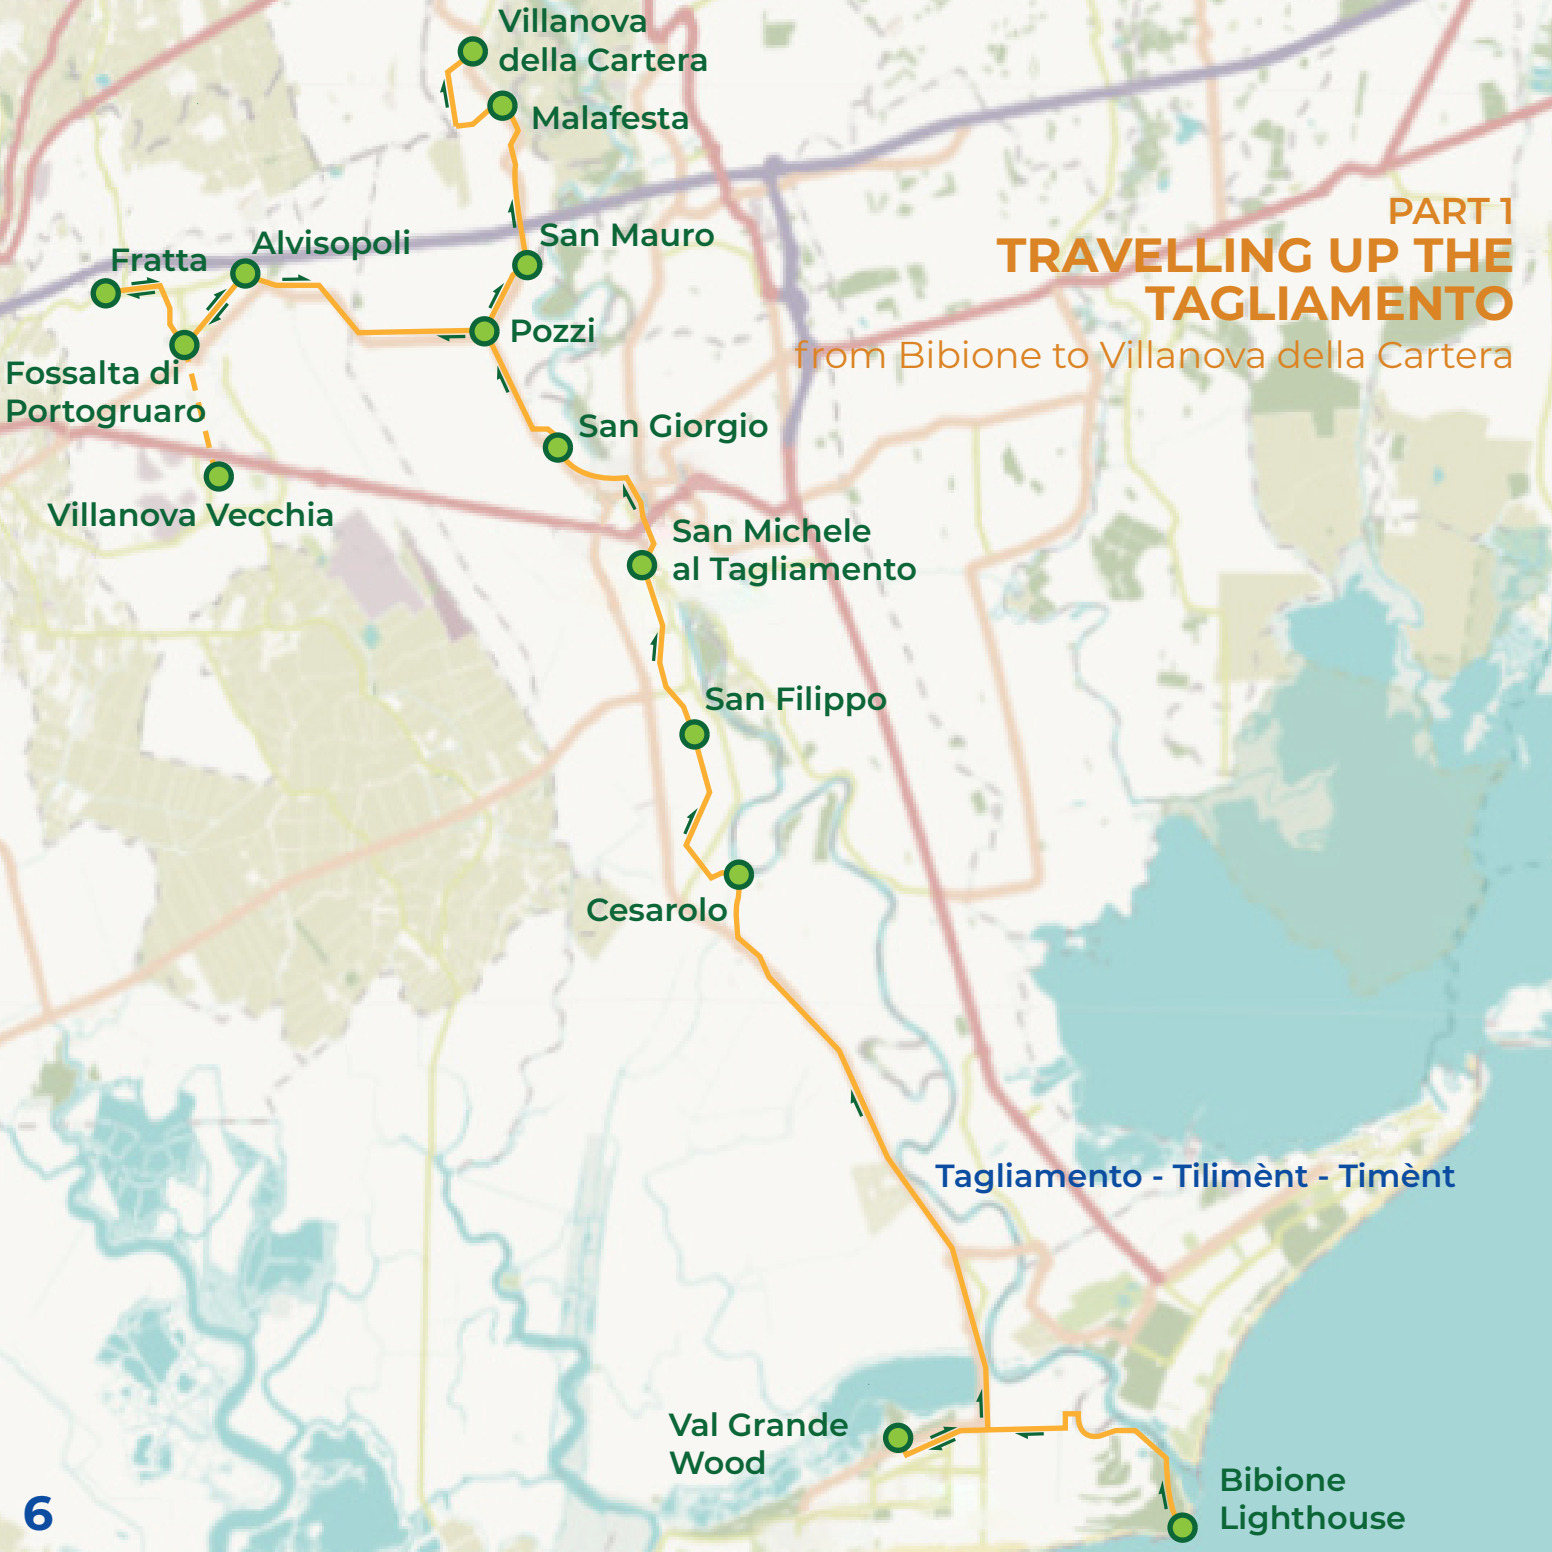 Villanova
della Cartera
Malafesta
PART 1
TRAVELLING UP THE
TAGLIAMENTO
from Bibione to Villanova della Cartera
San Mauro
Alvisopoli
Fratta
Pozzi
Fossalta di
Portogruaro
San Giorgio
Villanova Vecchia
San Michele
al Tagliamento
San Filippo
Cesarolo
Tagliamento - Tilimènt - Timènt
Val Grande
Wood
Bibione
Lighthouse
6